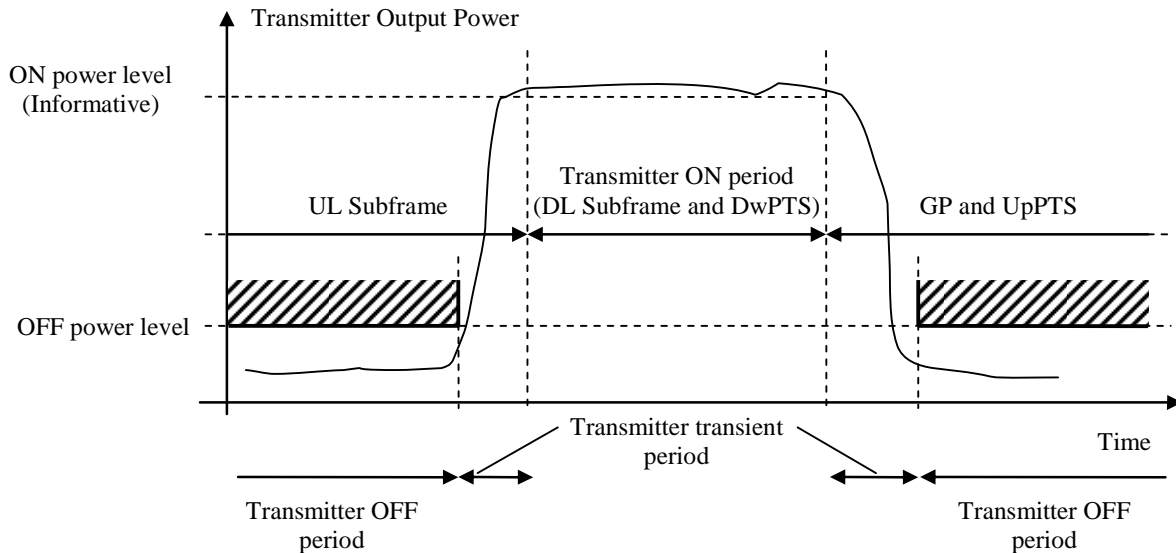 Transmitter Output Power
ON power level
(Informative)
Transmitter ON period
UL Subframe
(DL Subframe and DwPTS)
GP and UpPTS
OFF power level
Transmitter transient
period
Time
Transmitter OFF
period
Transmitter OFF
period